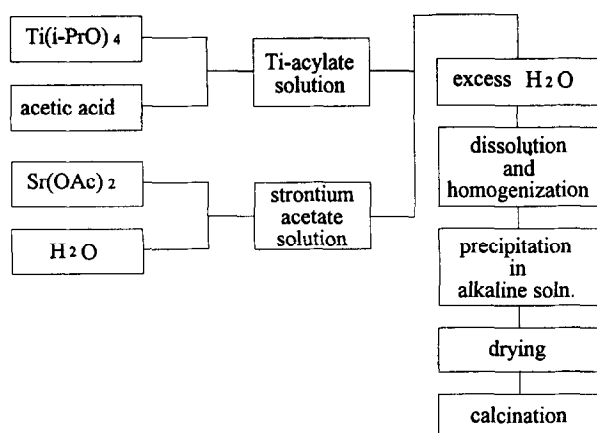 Ti(i-PrO) 4
acetic acid
Sr(OAc) 2
H2O
Ti-acylate
solution
strontium
acetate
solution
excess H2O
dissolution
and
homogenization
precipitation
in
alkaline soln.
drying
calcination